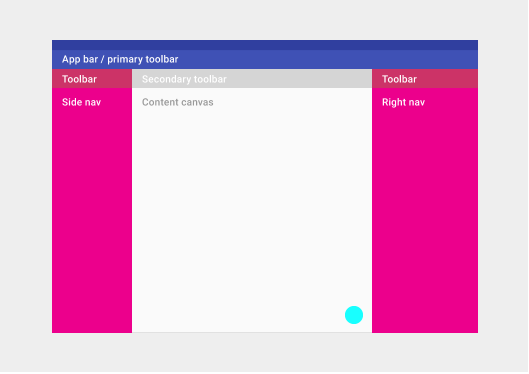 App bar / primary toolbar
Toolbar
Secondary toolbar
Toolbar
Side nav
Content canvas
Right nav